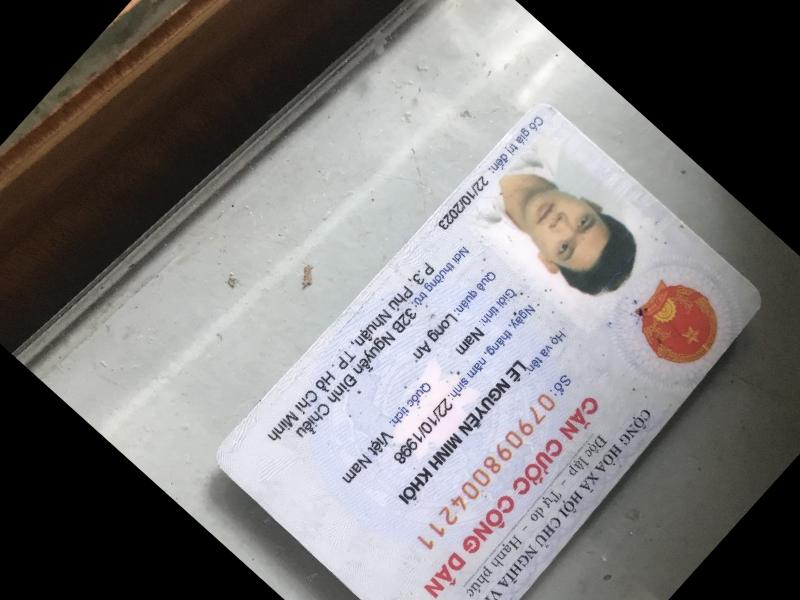 CỘNG HÒA XÃ HỘI CHỦ NGHĨA VI
Độc lập - Tự do - Hạnh phúc
CĂN CƯỚC CÔNG DÂN
Số: 079098004211
Họ và tên: LÊ NGUYỄN MINH KHÔI
Ngày, tháng, năm sinh: 22/10/1998
Giới tính: Nam Quốc tịch: Việt Nam
Quê quán: Long An
Nơi thường trú: 32B Nguyễn Đình Chiểu
P.3, Phú Nhuận, TP. Hồ Chí Minh
Có giá trị đến: 22/10/2023